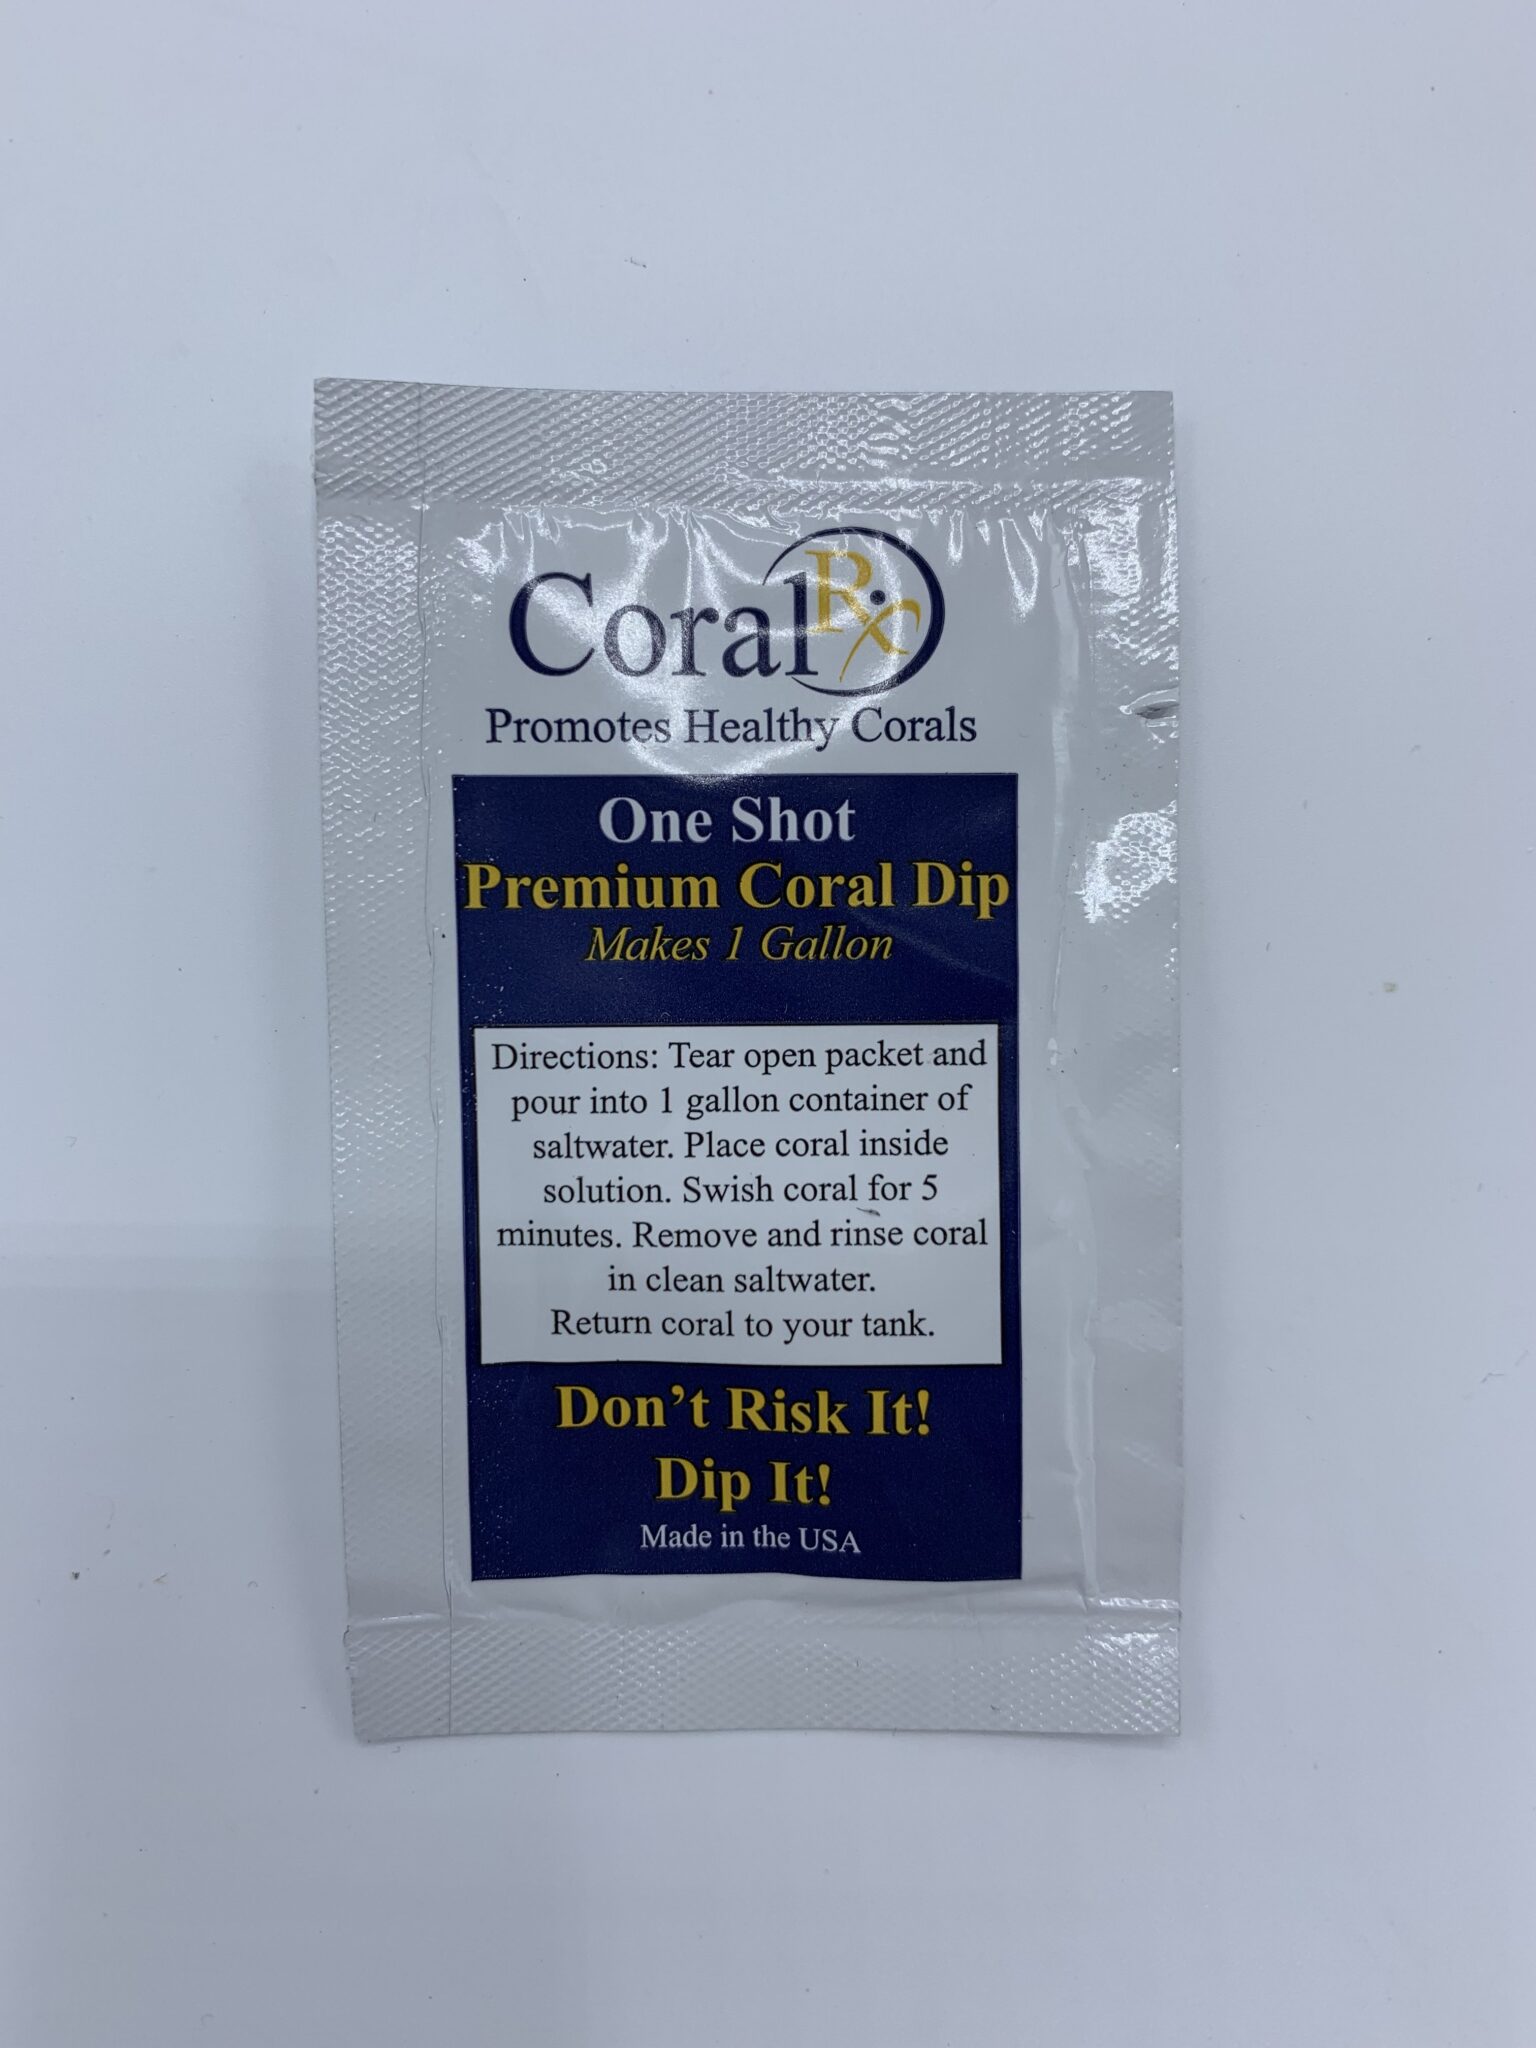 Coral Rx
Promotes Healthy Corals
One Shot
Premium Coral Dip
Makes 1 Gallon
Directions: Tear open packet and
pour into 1 gallon container of
saltwater. Place coral inside
solution. Swish coral for 5
minutes. Remove and rinse coral
in clean saltwater.
Return coral to your tank.
Don't Risk It!
Dip It!
Made in the USA